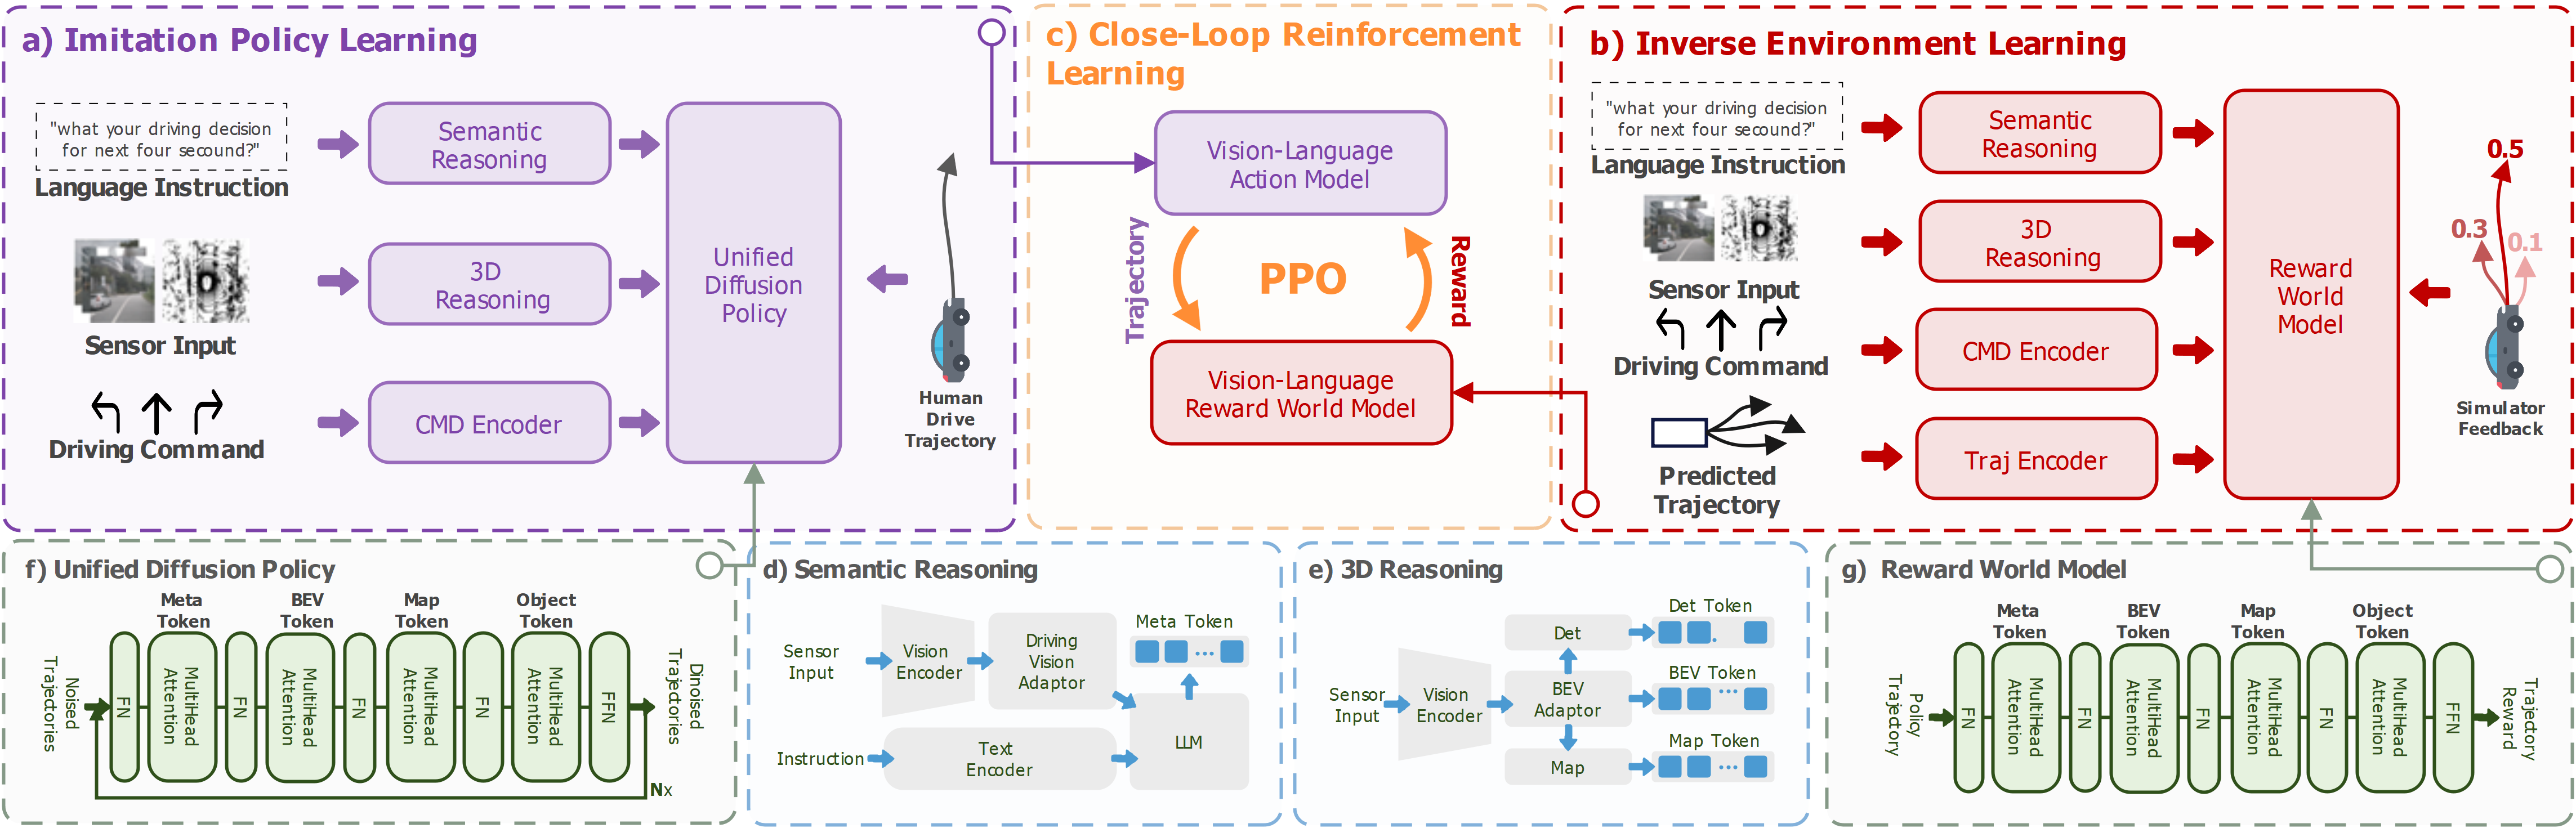 a) Imitation Policy Learning
"what your driving decision
for next four secound?"
Language Instruction
Sensor Input
Driving Command
Semantic
Reasoning
3D
Reasoning
CMD Encoder
Unified
Diffusion
Policy
Human
Drive
Trajectory
c) Close-Loop Reinforcement
Learning
Vision-Language
Action Model
Trajectory
PPO
Reward
Vision-Language
Reward World Model
b) Inverse Environment Learning
"what your driving decision
for next four secound?"
Language Instruction
Sensor Input
Driving Command
Predicted
Trajectory
Semantic
Reasoning
3D
Reasoning
CMD Encoder
Traj Encoder
Reward
World
Model
0.5
0.3
0.1
Simulator
Feedback
f) Unified Diffusion Policy
Meta
Token
BEV
Token
Map
Token
Object
Token
Noised
Trajectories
FN
MultiHead
Attention
FN
MultiHead
Attention
FN
MultiHead
Attention
FN
MultiHead
Attention
FFN
Dinoised
Trajectories
Nx
d) Semantic Reasoning
Sensor
Input
Vision
Encoder
Driving
Vision
Adaptor
Meta Token
...
Instruction
Text
Encoder
LLM
e) 3D Reasoning
Sensor
Input
Vision
Encoder
Det
BEV
Adaptor
Map
Det Token
.
BEV Token
...
Map Token
...
g) Reward World Model
Meta
Token
BEV
Token
Map
Token
Object
Token
Policy
Trajectory
FN
MultiHead
Attention
FN
MultiHead
Attention
FN
MultiHead
Attention
FN
MultiHead
Attention
FFN
Trajectory
Reward